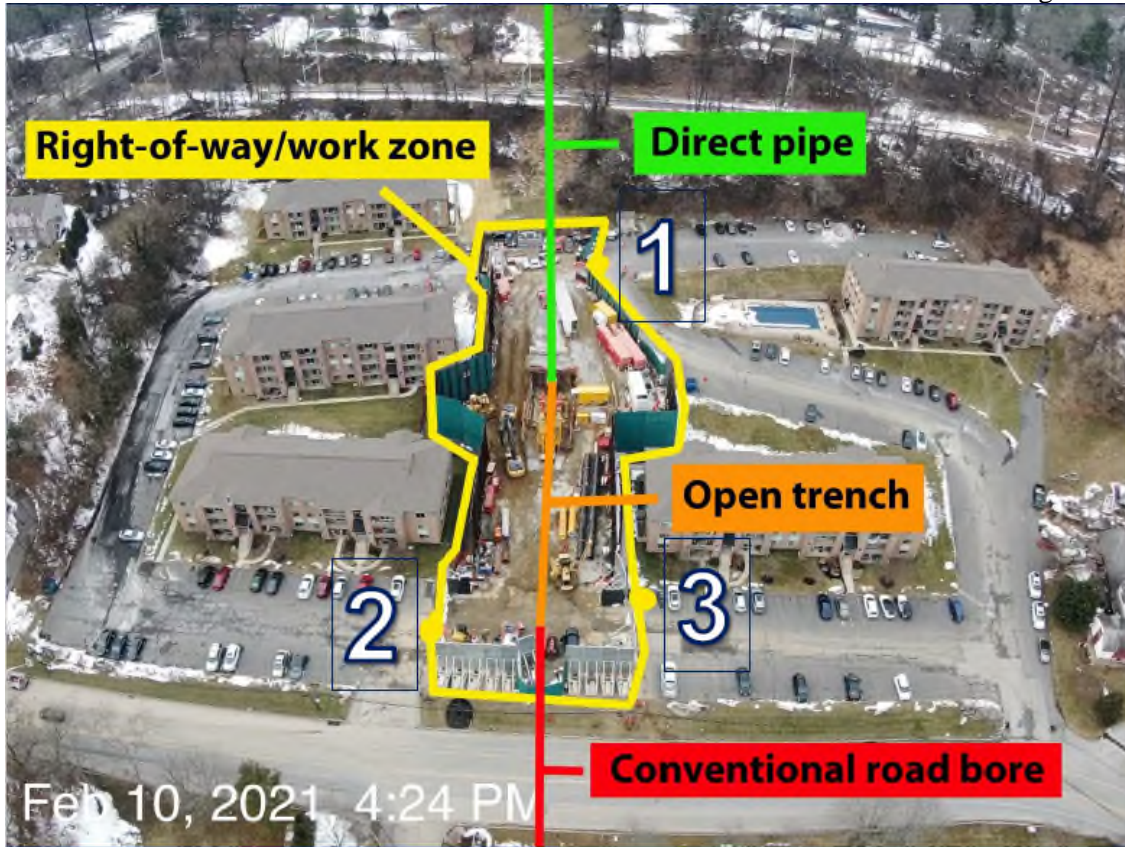 Right-of-way/work zone
Direct pipe
1
Open trench
2
3
Conventional road bore
Feb 10, 2021, 4:24 PM